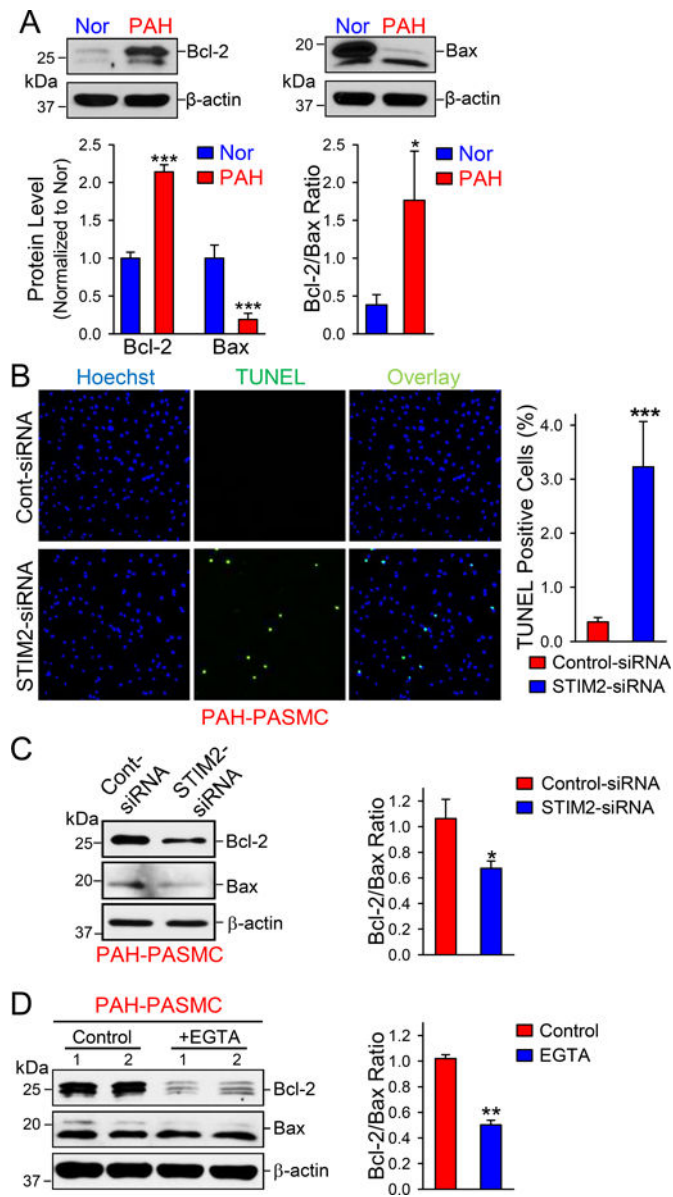 A
Nor PAH
25
Bcl-2
kDa
37
β-actin
Nor PAH
20
Bax
37
β-actin
Protein Level
(Normalized to Nor)
2.5
2.0
1.5
1.0
0.5
0.0
***
***
Nor
PAH
Bcl-2 Bax
Bcl-2/Bax Ratio
2.5
2.0
1.5
1.0
0.5
0.0
*
Nor
PAH
B
Hoechst TUNEL Overlay
Cont-siRNA
STIM2-siRNA
PAH-PASMC
TUNEL Positive Cells (%)
4.0
3.0
2.0
1.0
0.0
***
Control-siRNA
STIM2-siRNA
C
Cont-
siRNA
STIM2-
siRNA
kDa
25
Bcl-2
20
Bax
37
β-actin
PAH-PASMC
Bcl-2/Bax Ratio
1.2
1.0
0.8
0.6
0.4
0.2
0.0
*
Control-siRNA
STIM2-siRNA
D
PAH-PASMC
Control +EGTA
1 2 1 2
kDa
25
Bcl-2
20
Bax
37
β-actin
Bcl-2/Bax Ratio
1.2
1.0
0.8
0.6
0.4
0.2
0.0
**
Control
EGTA